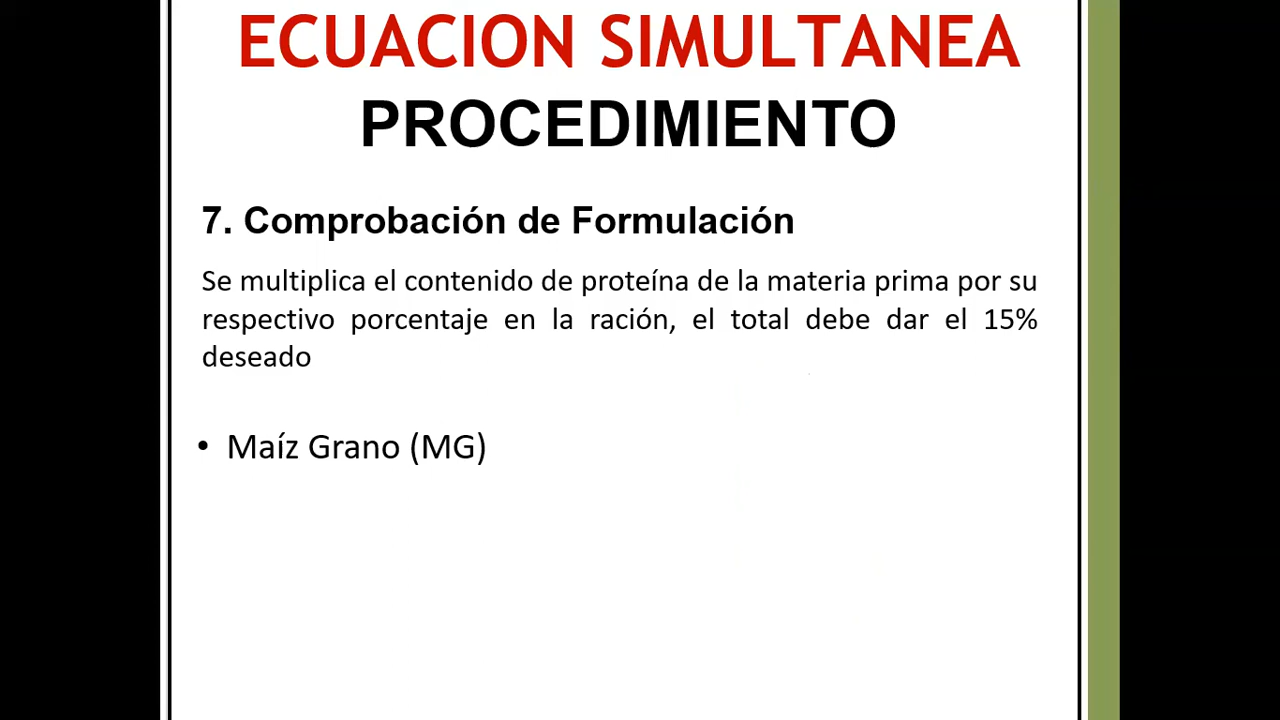 ECUACION SIMULTANEA
PROCEDIMIENTO
7. Comprobación de Formulación
Se multiplica el contenido de proteína de la materia prima por su
respectivo porcentaje en la ración, el total debe dar el 15%
deseado
• Maíz Grano (MG)